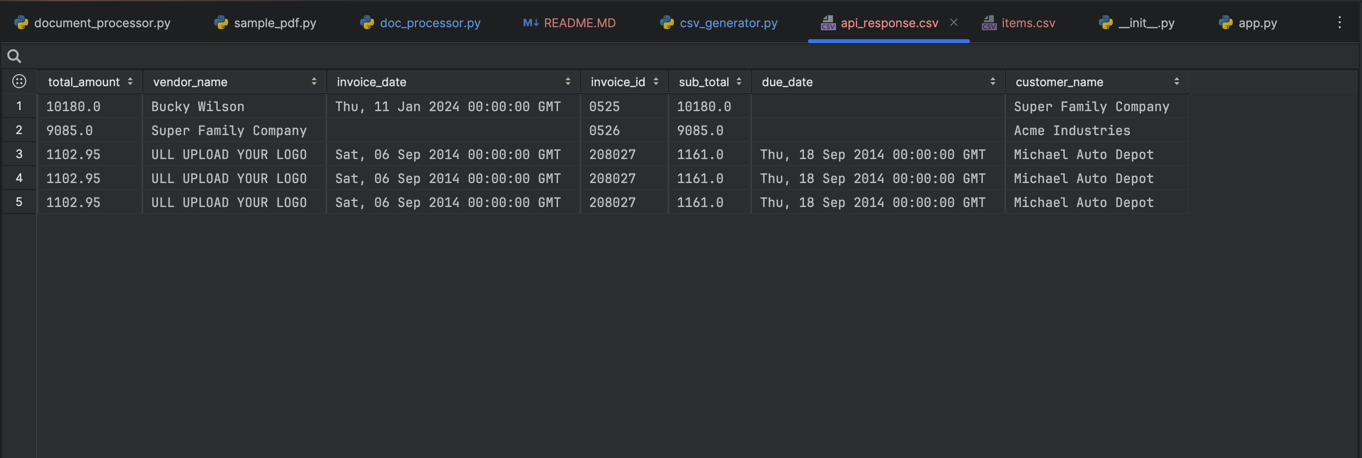 document_processor.py sample_pdf.py doc_processor.py M↓ README.MD csv_generator.py CSV api_response.csv × CSV items.csv __init__.py app.py
total_amount vendor_name invoice_date invoice_id sub_total due_date customer_name
1 10180.0 Bucky Wilson Thu, 11 Jan 2024 00:00:00 GMT 0525 10180.0 Super Family Company
2 9085.0 Super Family Company 0526 9085.0 Acme Industries
3 1102.95 ULL UPLOAD YOUR LOGO Sat, 06 Sep 2014 00:00:00 GMT 208027 1161.0 Thu, 18 Sep 2014 00:00:00 GMT Michael Auto Depot
4 1102.95 ULL UPLOAD YOUR LOGO Sat, 06 Sep 2014 00:00:00 GMT 208027 1161.0 Thu, 18 Sep 2014 00:00:00 GMT Michael Auto Depot
5 1102.95 ULL UPLOAD YOUR LOGO Sat, 06 Sep 2014 00:00:00 GMT 208027 1161.0 Thu, 18 Sep 2014 00:00:00 GMT Michael Auto Depot